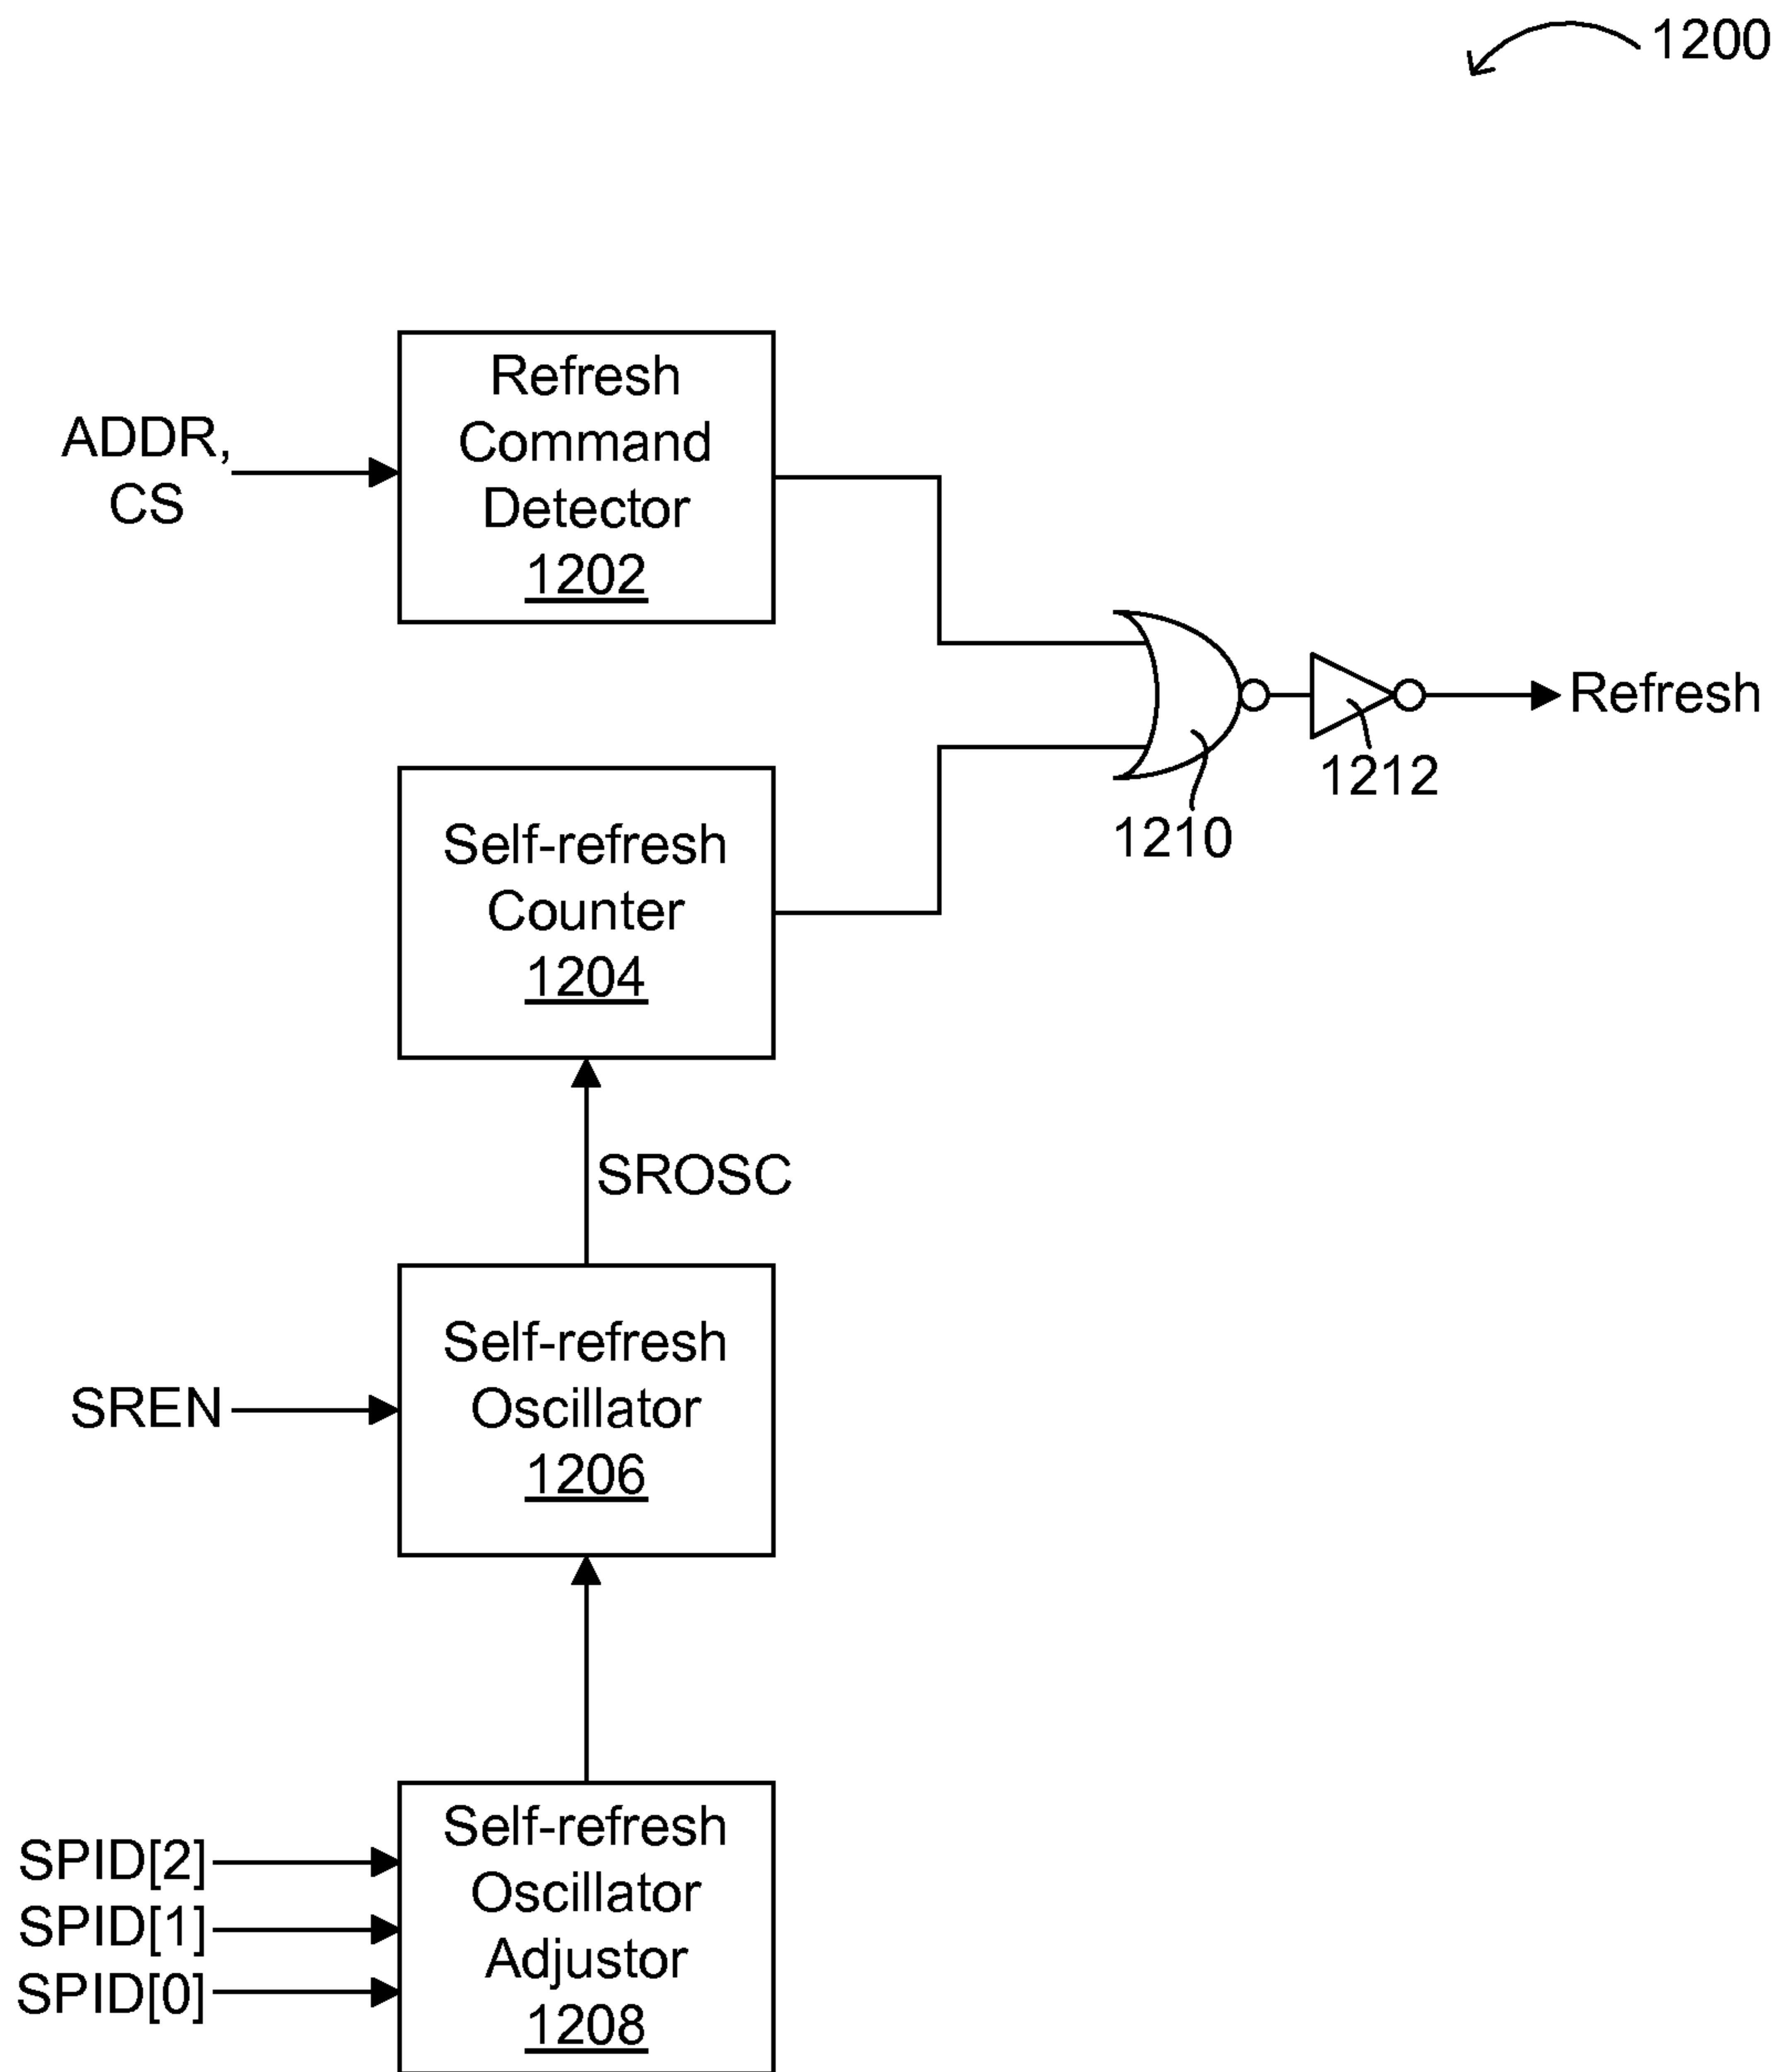 1200
ADDR,
CS
Refresh
Command
Detector
1202
Refresh
1212
1210
Self-refresh
Counter
1204
SROSC
SREN
Self-refresh
Oscillator
1206
SPID[2]
SPID[1]
SPID[0]
Self-refresh
Oscillator
Adjustor
1208